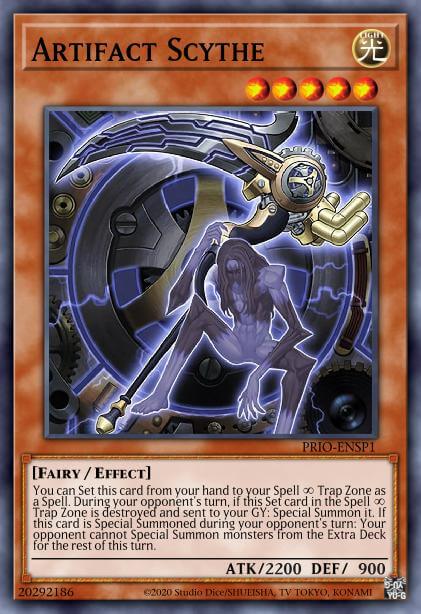 Artifact Scythe
LIGHT
光
PRIO-ENSP1
[Fairy / Effect]
You can Set this card from your hand to your Spell ∞ Trap Zone as
a Spell. During your opponent's turn, if this Set card in the Spell ∞
Trap Zone is destroyed and sent to your GY: Special Summon it. If
this card is Special Summoned during your opponent's turn: Your
opponent cannot Special Summon monsters from the Extra Deck
for the rest of this turn.
ATK/2200 DEF/ 900
20292186 ©2020 Studio Dice/SHUEISHA, TV TOKYO, KONAMI